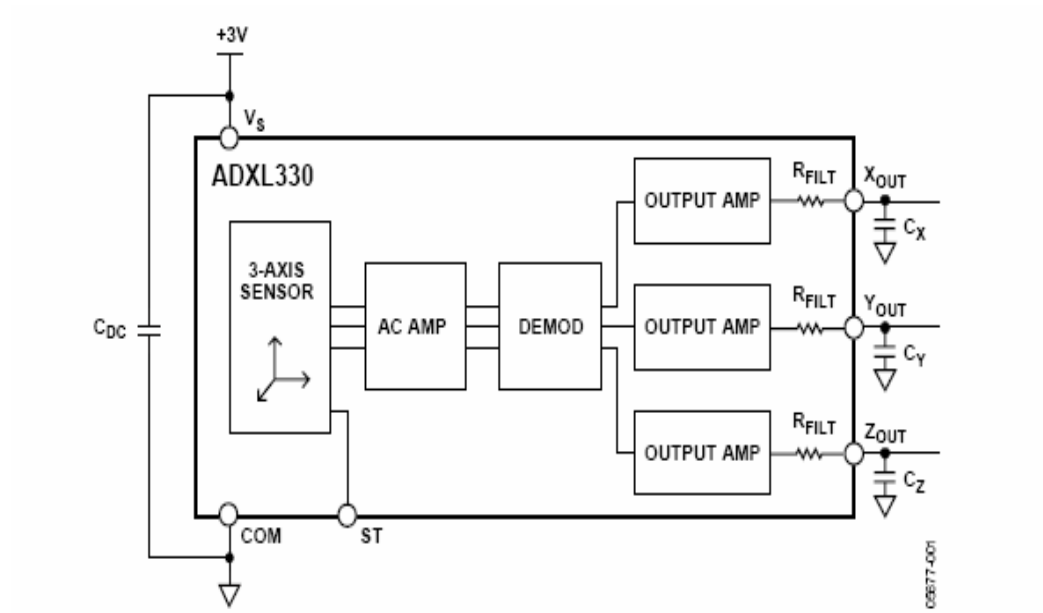 +3V
VS
ADXL330
3-AXIS
SENSOR
AC AMP
DEMOD
OUTPUT AMP
RFILT
XOUT
CX
OUTPUT AMP
RFILT
YOUT
CY
OUTPUT AMP
RFILT
ZOUT
CZ
CDC
COM
ST
05677-001